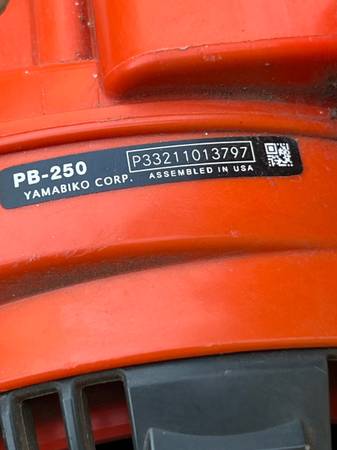 PB-250
YAMABIKO CORP.
P33211013797
ASSEMBLED IN USA